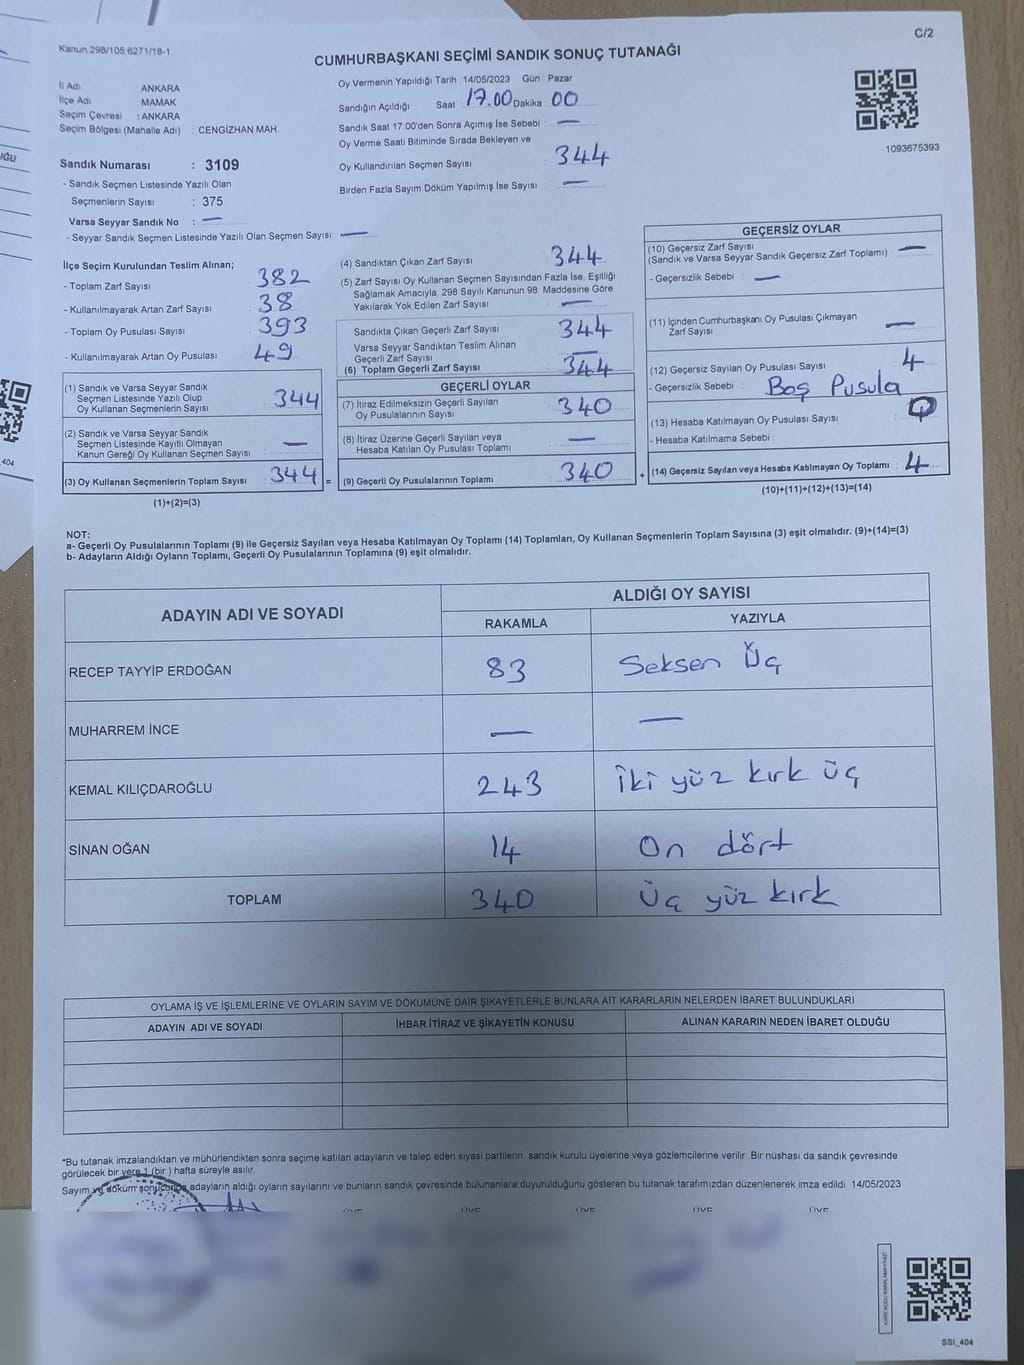 C/2
Kanun 298/105,6271/18-1
CUMHURBAŞKANI SEÇİMİ SANDIK SONUÇ TUTANAĞI
İl Adı ANKARA
İlçe Adı MAMAK
Seçim Çevresi : ANKARA
Seçim Bölgesi (Mahalle Adı) : CENGİZHAN MAH.
Sandık Numarası : 3109
- Sandık Seçmen Listesinde Yazılı Olan
Seçmenlerin Sayısı : 375
Varsa Seyyar Sandık No : —
- Seyyar Sandık Seçmen Listesinde Yazılı Olan Seçmen Sayısı: —
Oy Vermenin Yapıldığı Tarih : 14/05/2023 Gün : Pazar
Sandığın Açıldığı Saat : 17.00 Dakika : 00
Sandık Saat 17:00'den Sonra Açımış İse Sebebi : —
Oy Verme Saati Bitiminde Sırada Bekleyen ve
Oy Kullandırılan Seçmen Sayısı : 344
Birden Fazla Sayım Döküm Yapılmış İse Sayısı : —
1093675393
İlçe Seçim Kurulundan Teslim Alınan;
- Toplam Zarf Sayısı : 382
- Kullanılmayarak Artan Zarf Sayısı : 38
- Toplam Oy Pusulası Sayısı : 393
- Kullanılmayarak Artan Oy Pusulası : 49
(1) Sandık ve Varsa Seyyar Sandık
Seçmen Listesinde Yazılı Olup
Oy Kullanan Seçmenlerin Sayısı : 344
(2) Sandık ve Varsa Seyyar Sandık
Seçmen Listesinde Kayıtlı Olmayan
Kanun Gereği Oy Kullanan Seçmen Sayısı : —
(3) Oy Kullanan Seçmenlerin Toplam Sayısı : 344 =
(1)+(2)=(3)
(4) Sandıktan Çıkan Zarf Sayısı : 344
(5) Zarf Sayısı Oy Kullanan Seçmen Sayısından Fazla İse, Eşitliği
Sağlamak Amacıyla, 298 Sayılı Kanunun 98. Maddesine Göre
Yakılarak Yok Edilen Zarf Sayısı : —
Sandıkta Çıkan Geçerli Zarf Sayısı : 344
Varsa Seyyar Sandıktan Teslim Alınan
Geçerli Zarf Sayısı : —
(6) Toplam Geçerli Zarf Sayısı : 344
GEÇERLİ OYLAR
(7) İtiraz Edilmeksizin Geçerli Sayılan
Oy Pusulalarının Sayısı : 340
(8) İtiraz Üzerine Geçerli Sayılan veya
Hesaba Katılan Oy Pusulası Toplamı : —
(9) Geçerli Oy Pusulalarının Toplamı : 340 +
GEÇERSİZ OYLAR
(10) Geçersiz Zarf Sayısı
(Sandık ve Varsa Seyyar Sandık Geçersiz Zarf Toplamı) : —
- Geçersizlik Sebebi : —
(11) İçinden Cumhurbaşkanı Oy Pusulası Çıkmayan
Zarf Sayısı : —
(12) Geçersiz Sayılan Oy Pusulası Sayısı : 4
- Geçersizlik Sebebi : Boş Pusula
(13) Hesaba Katılmayan Oy Pusulası Sayısı :
- Hesaba Katılmama Sebebi :
(14) Geçersiz Sayılan veya Hesaba Katılmayan Oy Toplamı : 4
(10)+(11)+(12)+(13)=(14)
NOT:
a- Geçerli Oy Pusulalarının Toplamı (9) ile Geçersiz Sayılan veya Hesaba Katılmayan Oy Toplamı (14) Toplamları, Oy Kullanan Seçmenlerin Toplam Sayısına (3) eşit olmalıdır. (9)+(14)=(3)
b- Adayların Aldığı Oyların Toplamı, Geçerli Oy Pusulalarının Toplamına (9) eşit olmalıdır.
ADAYIN ADI VE SOYADI ALDIĞI OY SAYISI
RAKAMLA YAZIYLA
RECEP TAYYİP ERDOĞAN 83 Seksen Üç
MUHARREM İNCE — —
KEMAL KILIÇDAROĞLU 243 İki yüz kırk üç
SİNAN OĞAN 14 On dört
TOPLAM 340 Üç yüz kırk
OYLAMA İŞ VE İŞLEMLERİNE VE OYLARIN SAYIM VE DÖKÜMÜNE DAİR ŞİKAYETLERLE BUNLARA AİT KARARLARIN NELERDEN İBARET BULUNDUKLARI
ADAYIN ADI VE SOYADI İHBAR İTİRAZ VE ŞİKAYETİN KONUSU ALINAN KARARIN NEDEN İBARET OLDUĞU
*Bu tutanak imzalandıktan ve mühürlendikten sonra seçime katılan adayların ve talep eden siyasi partilerin sandık kurulu üyelerine veya gözlemcilerine verilir .Bir nüshası da sandık çevresinde
görülecek bir yere 1 (bir ) hafta süreyle asılır.
Sayım ve döküm sonucunda adayların aldığı oyların sayılarını ve bunların sandık çevresinde bulunanlara duyurulduğunu gösteren bu tutanak tarafımızdan düzenlenerek imza edildi. 14/05/2023
ÜYE ÜYE ÜYE ÜYE ÜYE
SSI_404